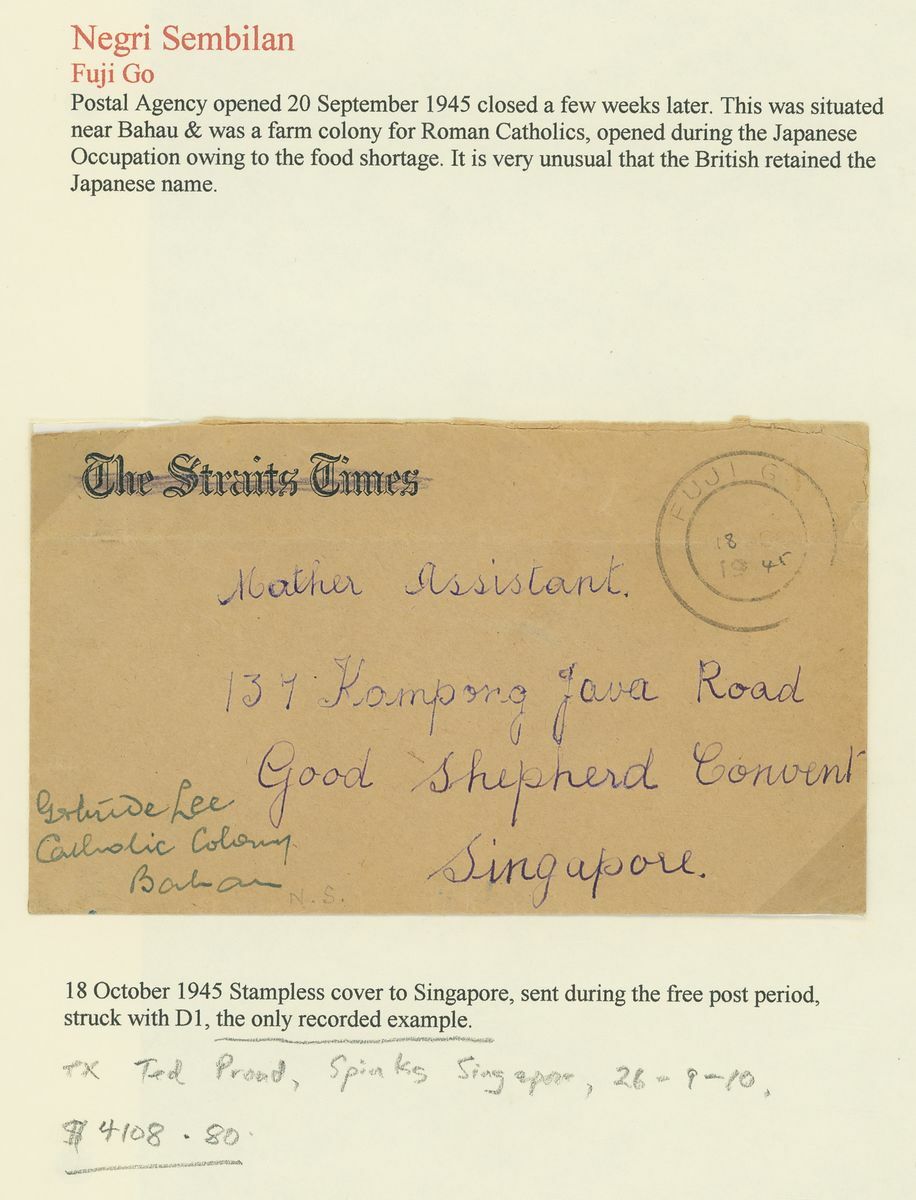 Negri Sembilan
Fuji Go
Postal Agency opened 20 September 1945 closed a few weeks later. This was situated
near Bahau & was a farm colony for Roman Catholics, opened during the Japanese
Occupation owing to the food shortage. It is very unusual that the British retained the
Japanese name.
The Straits Times
FUJI G
18
19 45
Mother Assistant.
137 Kampong Java Road
Good Shepherd Convent
Singapore.
Lee
Catholic Colony
Bahau
N.S.
18 October 1945 Stampless cover to Singapore, sent during the free post period,
struck with D1, the only recorded example.
Ted Proud, Spinks Singapore, 26-9-10.
$4108.80